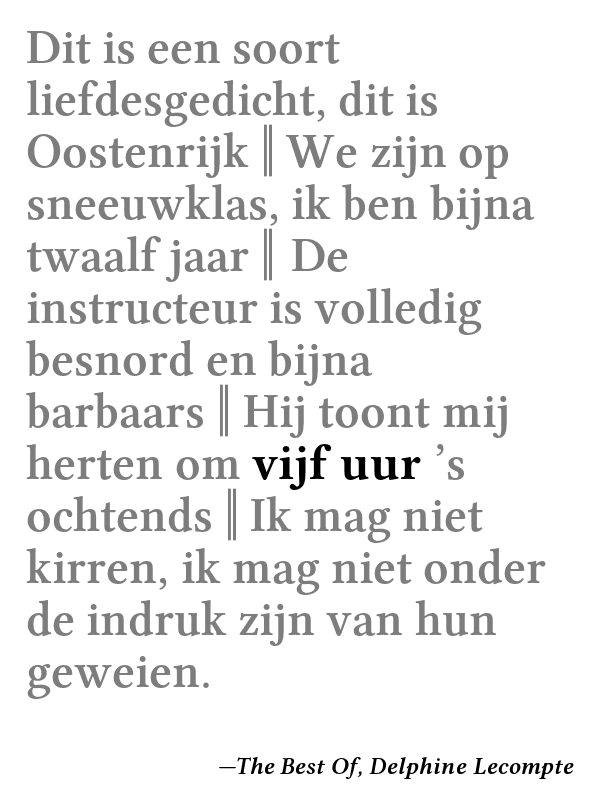 Dit is een soort
liefdesgedicht, dit is
Oostenrijk ‖ We zijn op
sneeuwklas, ik ben bijna
twaalf jaar ‖ De
instructeur is volledig
besnord en bijna
barbaars ‖ Hij toont mij
herten om vijf uur ’s
ochtends ‖ Ik mag niet
kirren, ik mag niet onder
de indruk zijn van hun
geweien.
—The Best Of, Delphine Lecompte